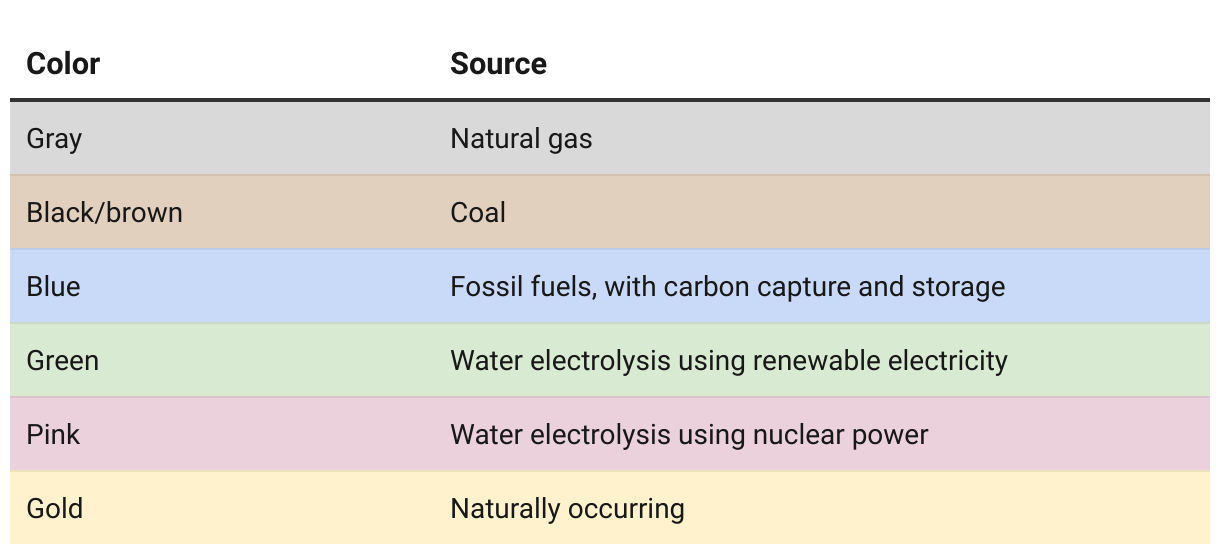 Color Source
Gray Natural gas
Black/brown Coal
Blue Fossil fuels, with carbon capture and storage
Green Water electrolysis using renewable electricity
Pink Water electrolysis using nuclear power
Gold Naturally occurring